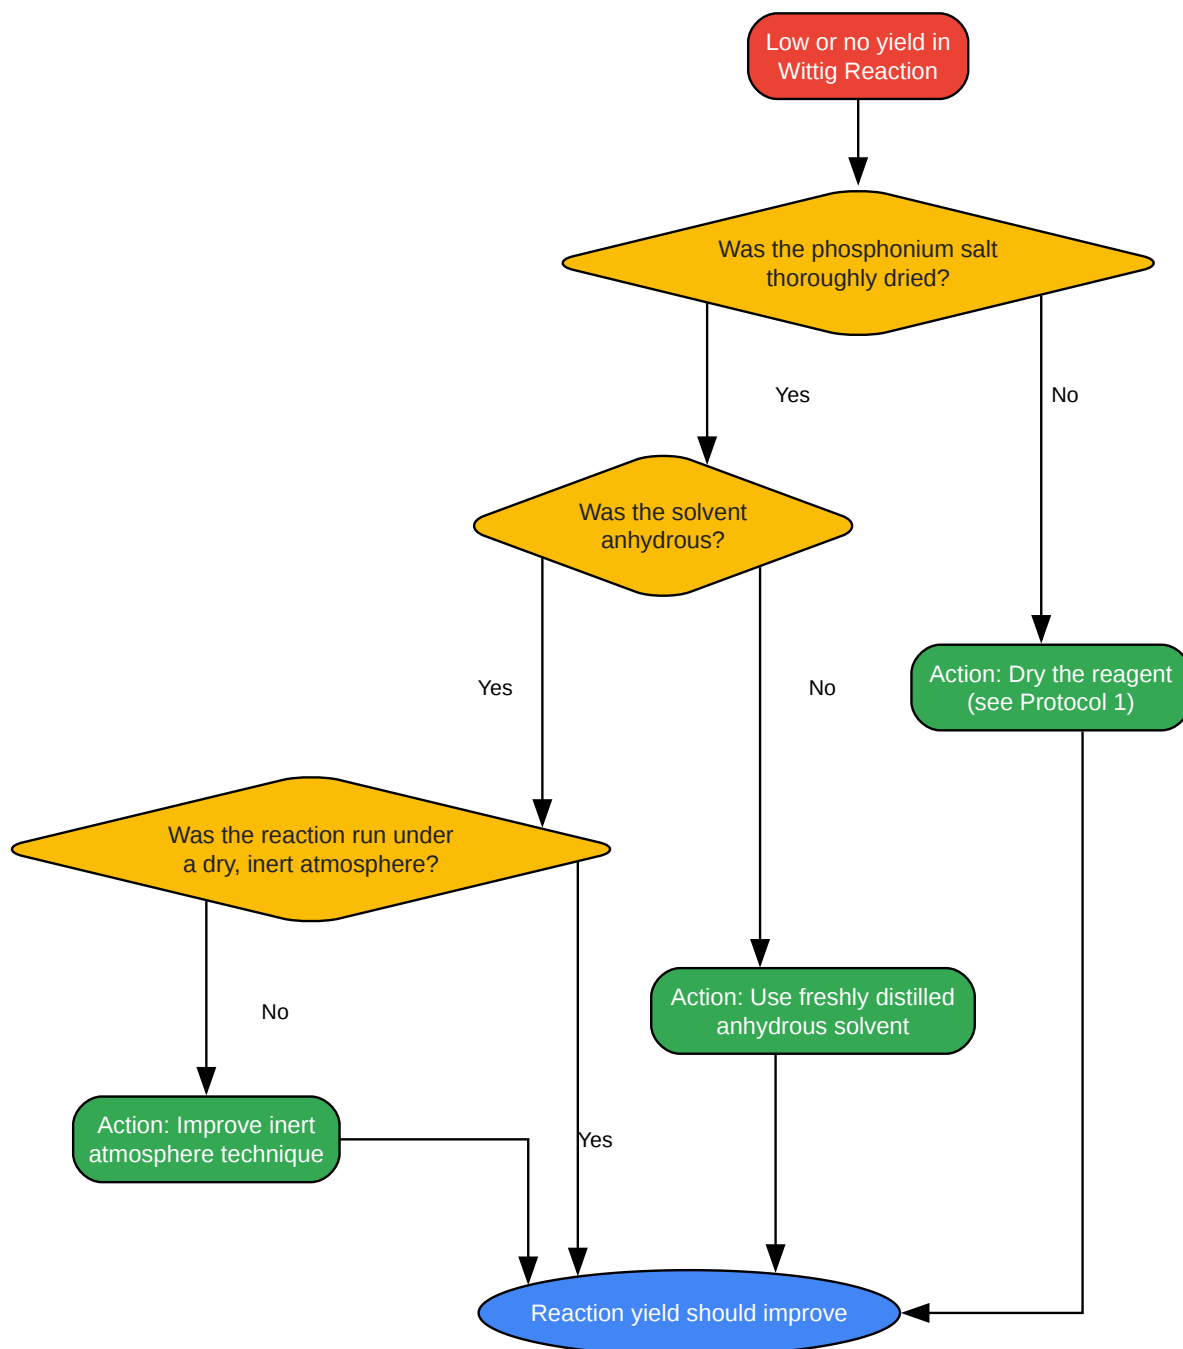 Low or no yield in
Wittig Reaction
Was the phosphonium salt
thoroughly dried?
Yes
No
Was the solvent
anhydrous?
Yes
No
Action: Dry the reagent
(see Protocol 1)
Was the reaction run under
a dry, inert atmosphere?
No
Action: Use freshly distilled
anhydrous solvent
Action: Improve inert
atmosphere technique
Yes
Reaction yield should improve